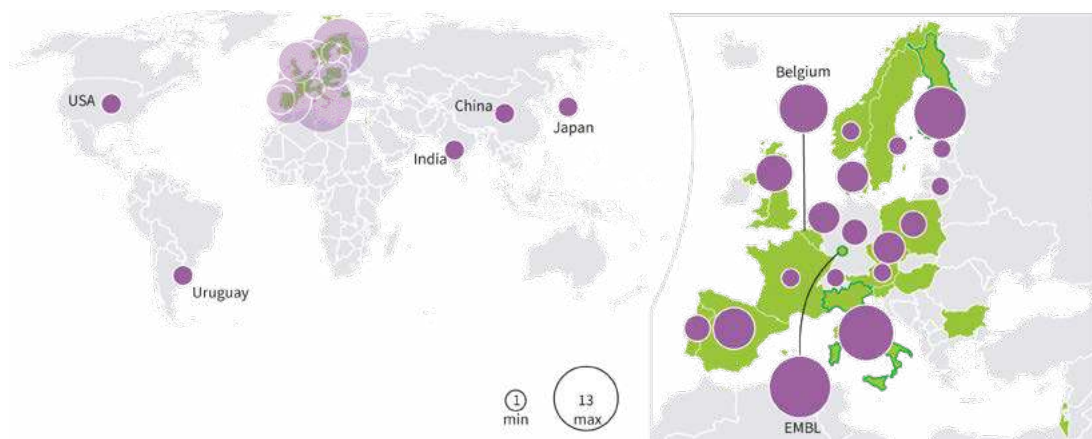 USA
China
Japan
India
Uruguay
1
min
13
max
Belgium
EMBL